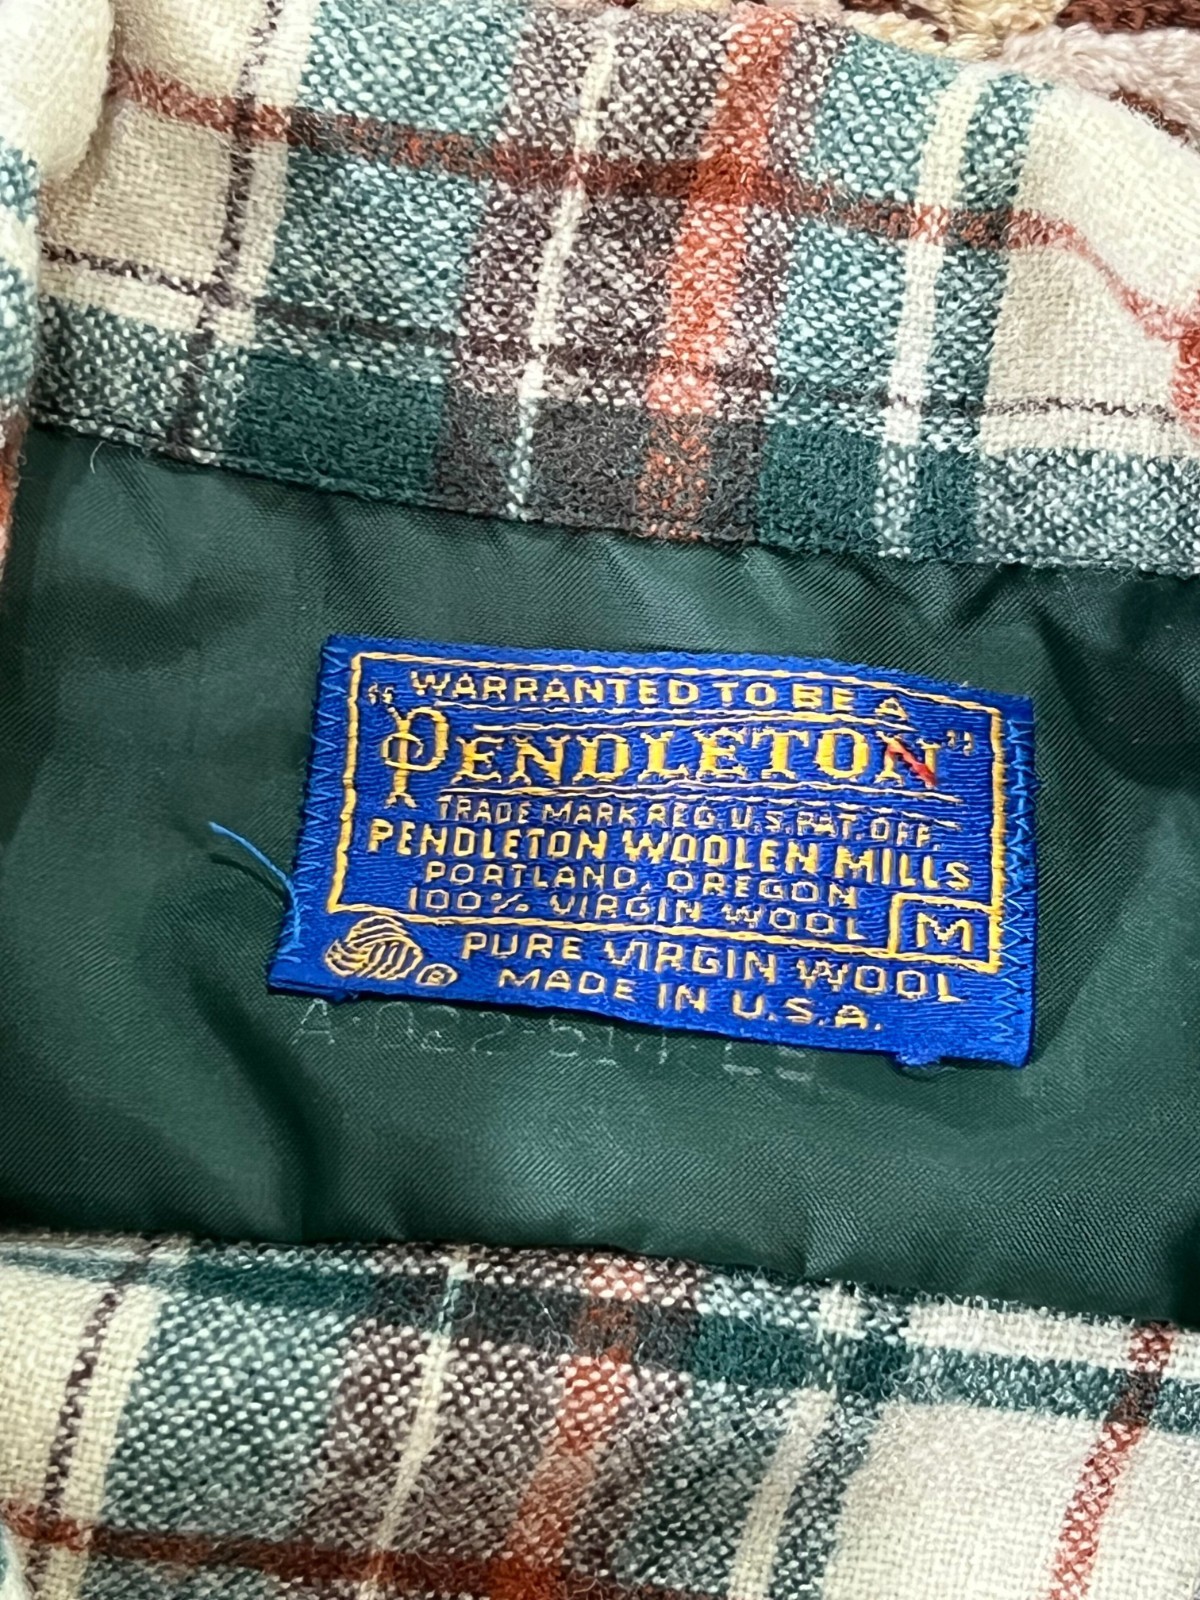 WARRANTED TO BE A
"PENDLETON"
TRADE MARK REG. U.S. PAT. OFF.
PENDLETON WOOLEN MILLS
PORTLAND, OREGON
100% VIRGIN WOOL M
PURE VIRGIN WOOL
® MADE IN U.S.A.